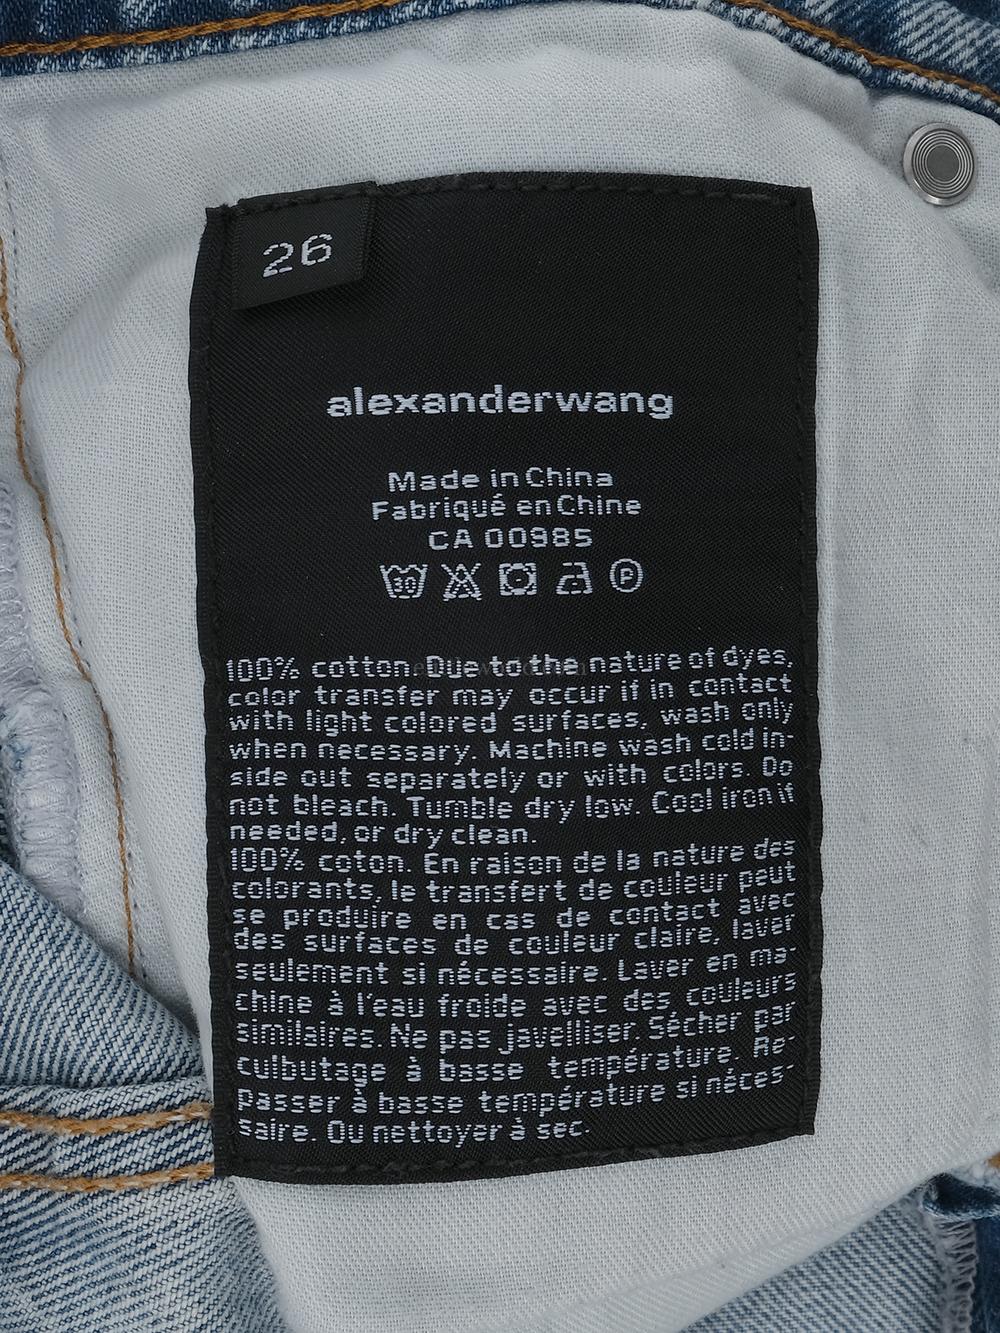 26
alexanderwang
Made in China
Fabriqué en Chine
CA 00985
30 P
100% cotton. Due to the nature of dyes,
color transfer may occur if in contact
with light colored surfaces, wash only
when necessary. Machine wash cold in-
side out separately or with colors. Do
not bleach. Tumble dry low. Cool iron if
needed, or dry clean.
100% coton. En raison de la nature des
colorants, le transfert de couleur peut
se produire en cas de contact avec
des surfaces de couleur claire, laver
seulement si nécessaire. Laver en ma-
chine à l'eau froide avec des couleurs
similaires. Ne pas javelliser. Sécher par
culbutage à basse température. Re-
passer à basse température si néces-
saire. Ou nettoyer à sec.